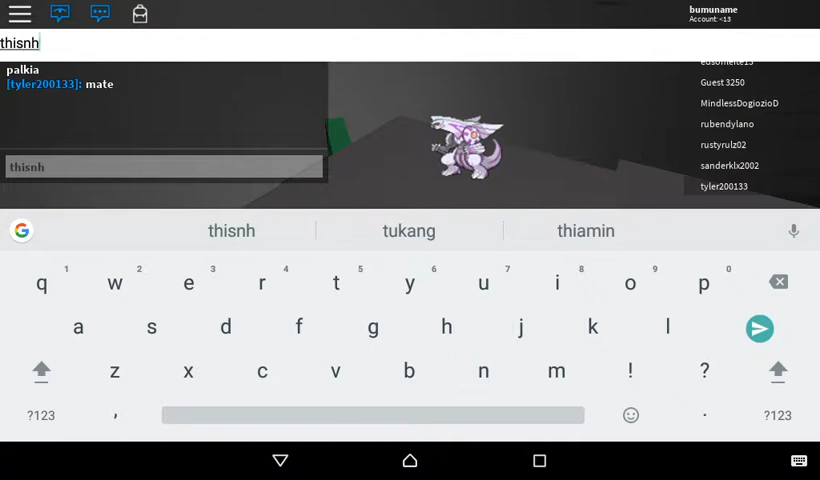 bumuname
Account: <13
thisnh
palkia
[tyler200133]: mate
thisnh
edsomeite13
Guest 3250
MindlessDogiozioD
rubendylano
rustyrulz02
sanderklx2002
tyler200133
G thisnh tukang thiamin
1 2 3 4 5 6 7 8 9 0
q w e r t y u i o p
a s d f g h j k l
z x c v b n m ! ?
?123 , . ?123